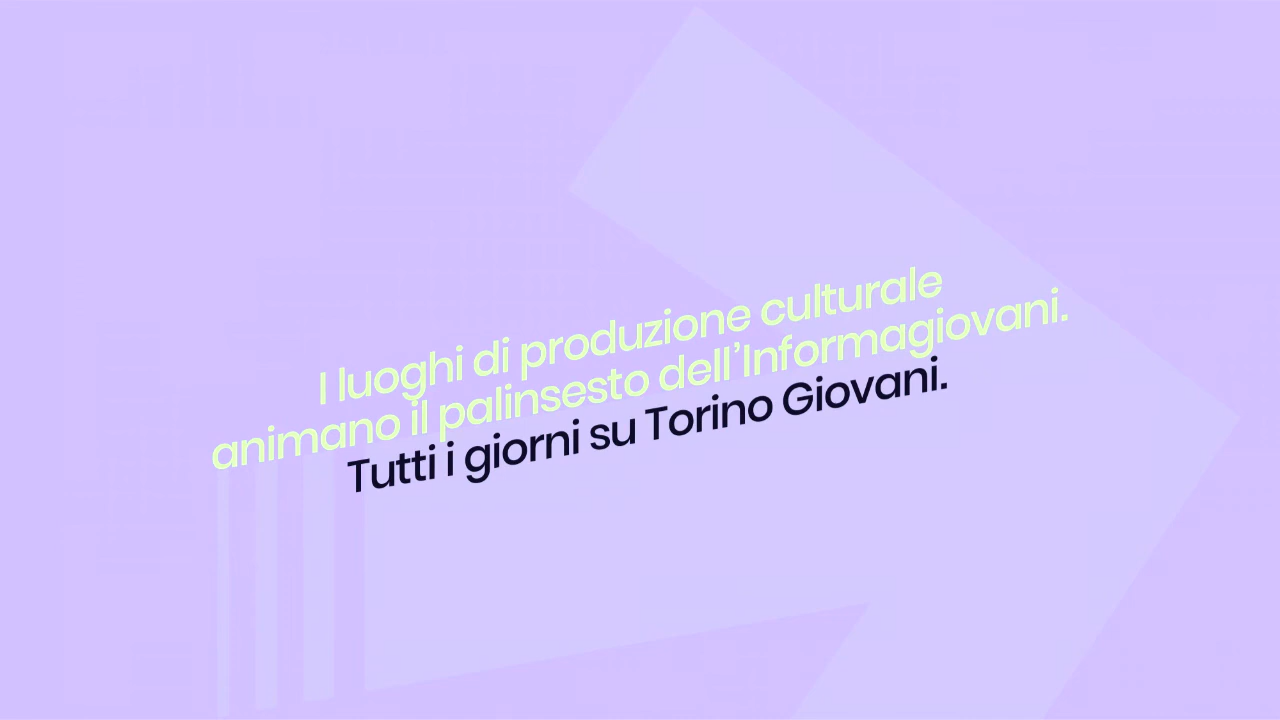 I luoghi di produzione culturale
animano il palinsesto dell’Informagiovani.
Tutti i giorni su Torino Giovani.